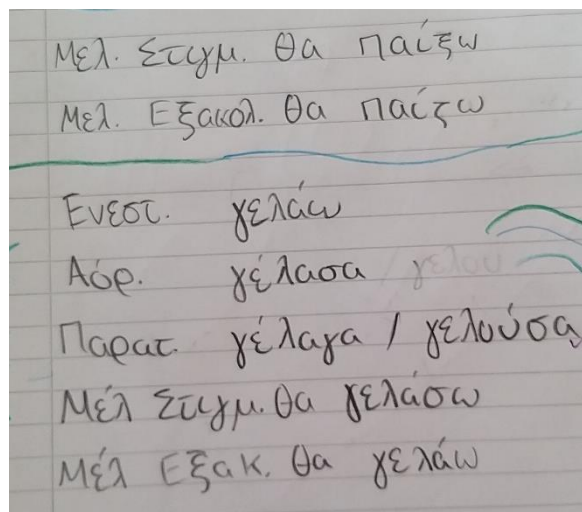 Μελ. Στιγμ. θα παίξω
Μελ. Εξακολ. θα παίζω
Ενεστ. γελάω
Αόρ. γέλασα / γελου
Παρατ. γέλαγα / γελούσα
Μέλ Στιγμ. θα γελάσω
Μέλ Εξακ. θα γελάω